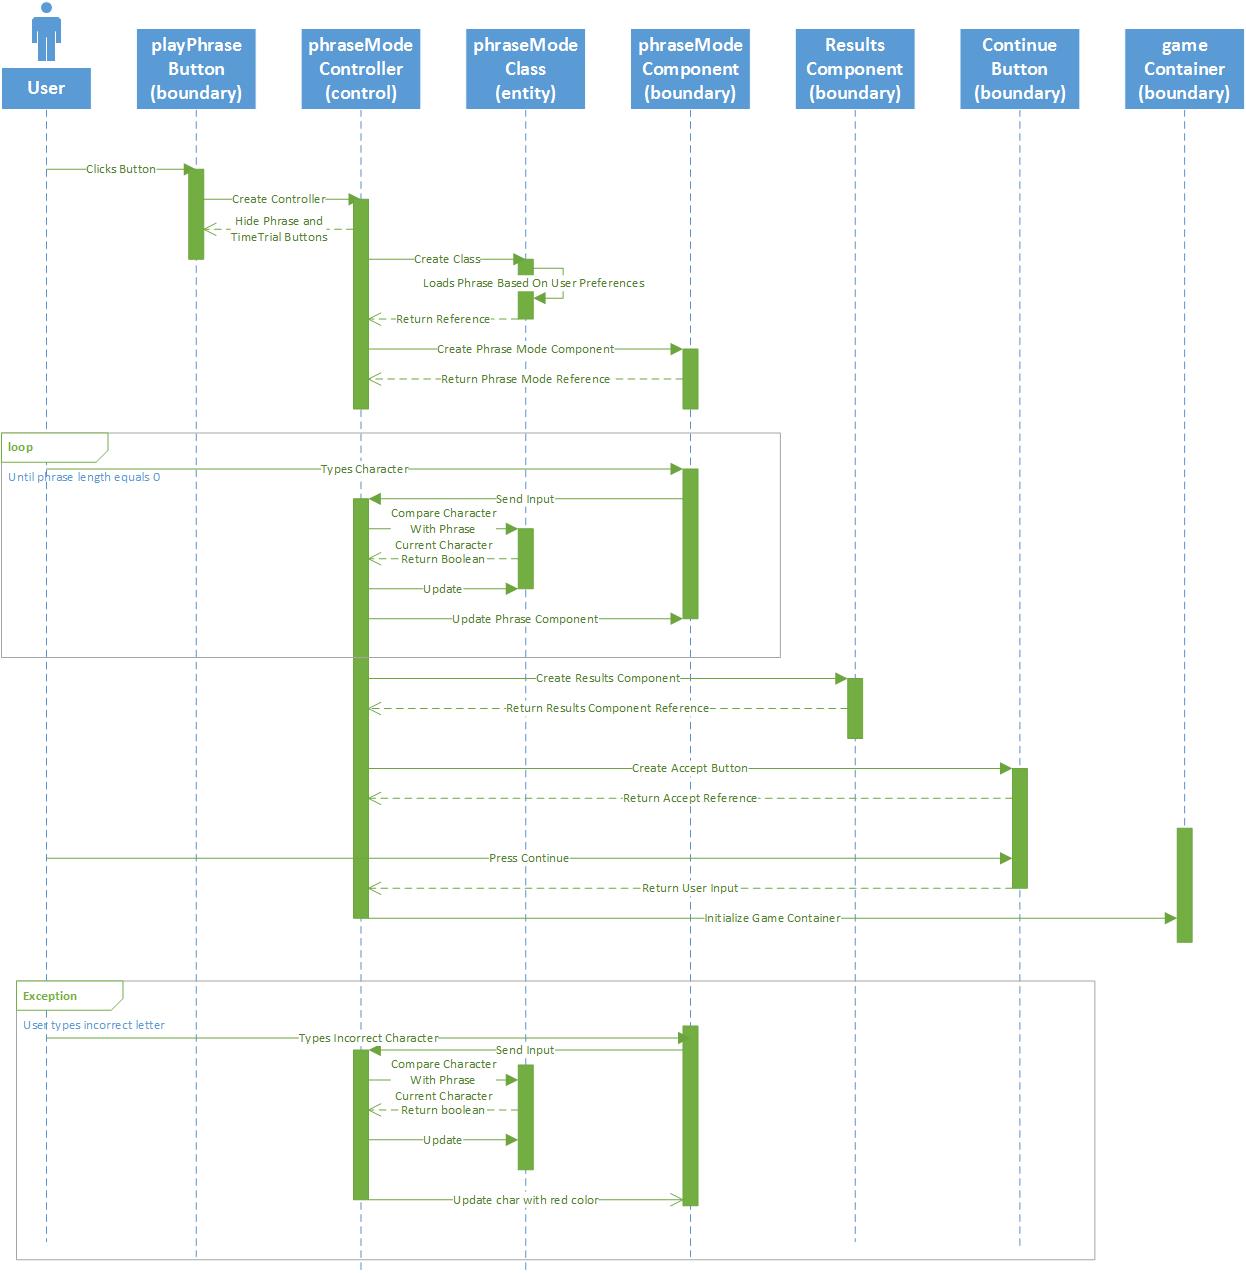 User
playPhrase
Button
(boundary)
phraseMode
Controller
(control)
phraseMode
Class
(entity)
phraseMode
Component
(boundary)
Results
Component
(boundary)
Continue
Button
(boundary)
game
Container
(boundary)
Clicks Button
Create Controller
Hide Phrase and
TimeTrial Buttons
Create Class
Loads Phrase Based On User Preferences
Return Reference
Create Phrase Mode Component
Return Phrase Mode Reference
loop
Until phrase length equals 0
Types Character
Send Input
Compare Character
With Phrase
Current Character
Return Boolean
Update
Update Phrase Component
Create Results Component
Return Results Component Reference
Create Accept Button
Return Accept Reference
Press Continue
Return User Input
Initialize Game Container
Exception
User types incorrect letter
Types Incorrect Character
Send Input
Compare Character
With Phrase
Current Character
Return boolean
Update
Update char with red color